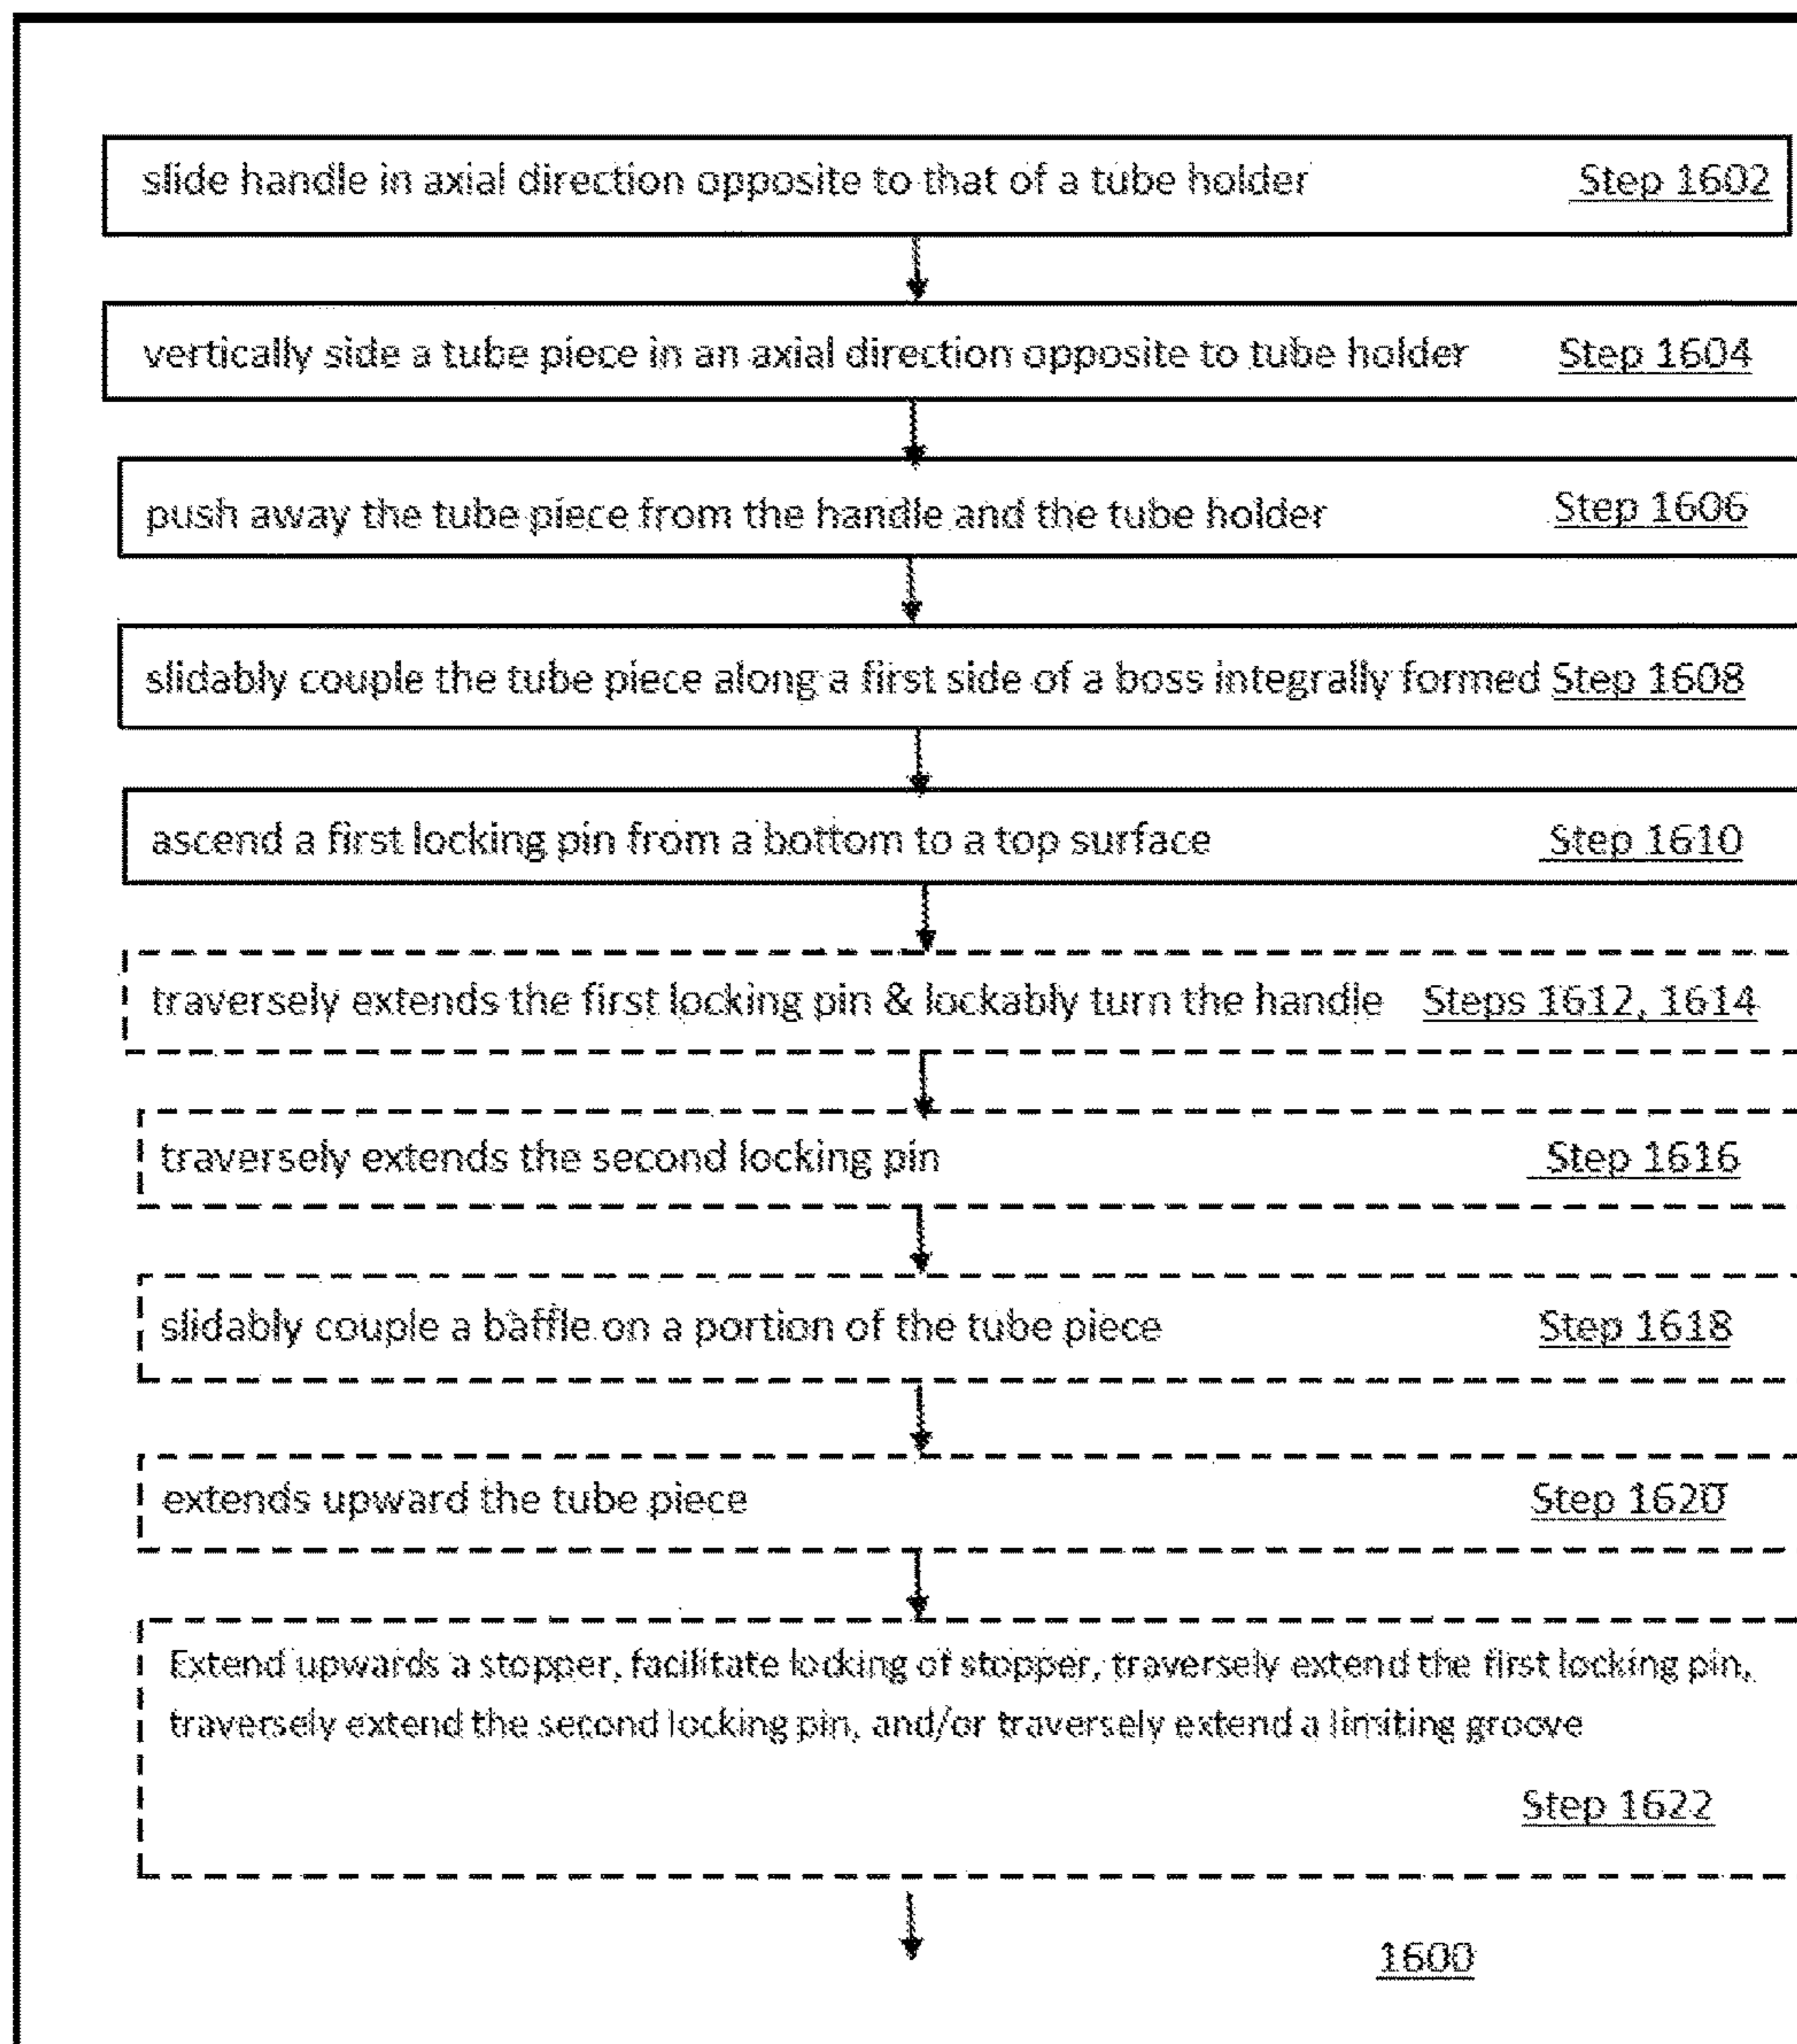 slide handle in axial direction opposite to that of a tube holder Step 1602
vertically side a tube piece in an axial direction opposite to tube holder Step 1604
push away the tube piece from the handle and the tube holder Step 1606
slidably couple the tube piece along a first side of a boss integrally formed Step 1608
ascend a first locking pin from a bottom to a top surface Step 1610
traversely extends the first locking pin & lockably turn the handle Steps 1612, 1614
traversely extends the second locking pin Step 1616
slidably couple a baffle on a portion of the tube piece Step 1618
extends upward the tube piece Step 1620
Extend upwards a stopper, facilitate locking of stopper, traversely extend the first locking pin,
traversely extend the second locking pin, and/or traversely extend a limiting groove
Step 1622
1600